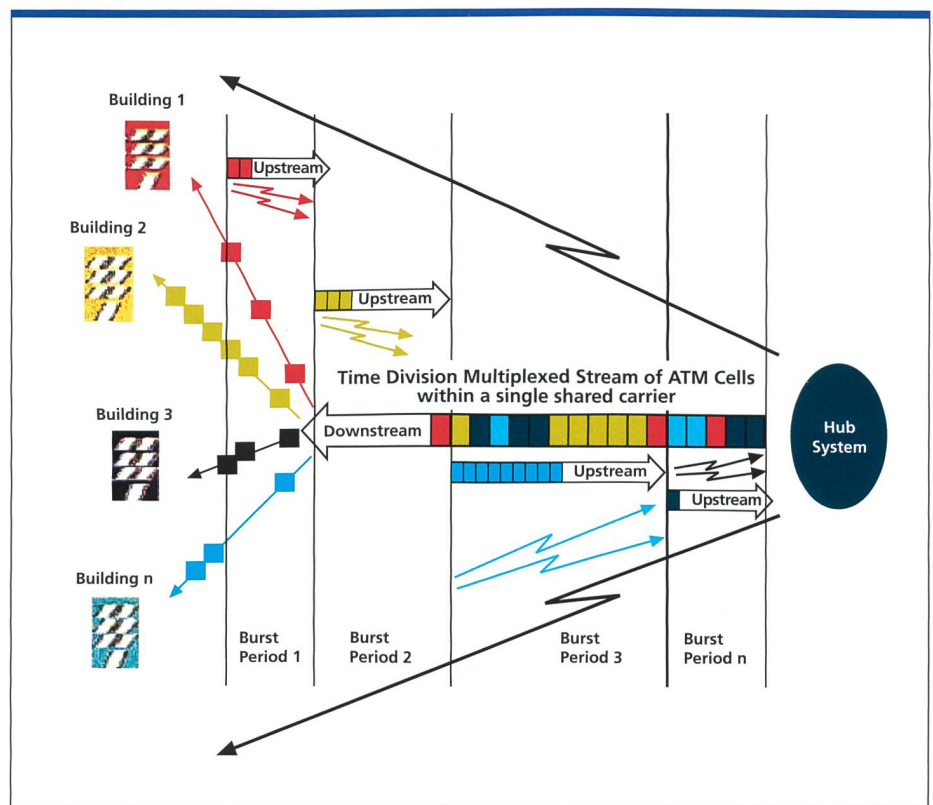 Building 1
Upstream
Building 2
Upstream
Time Division Multiplexed Stream of ATM Cells
within a single shared carrier
Building 3
Downstream
Hub
System
Upstream
Upstream
Building n
Burst
Period 1
Burst
Period 2
Burst
Period 3
Burst
Period n